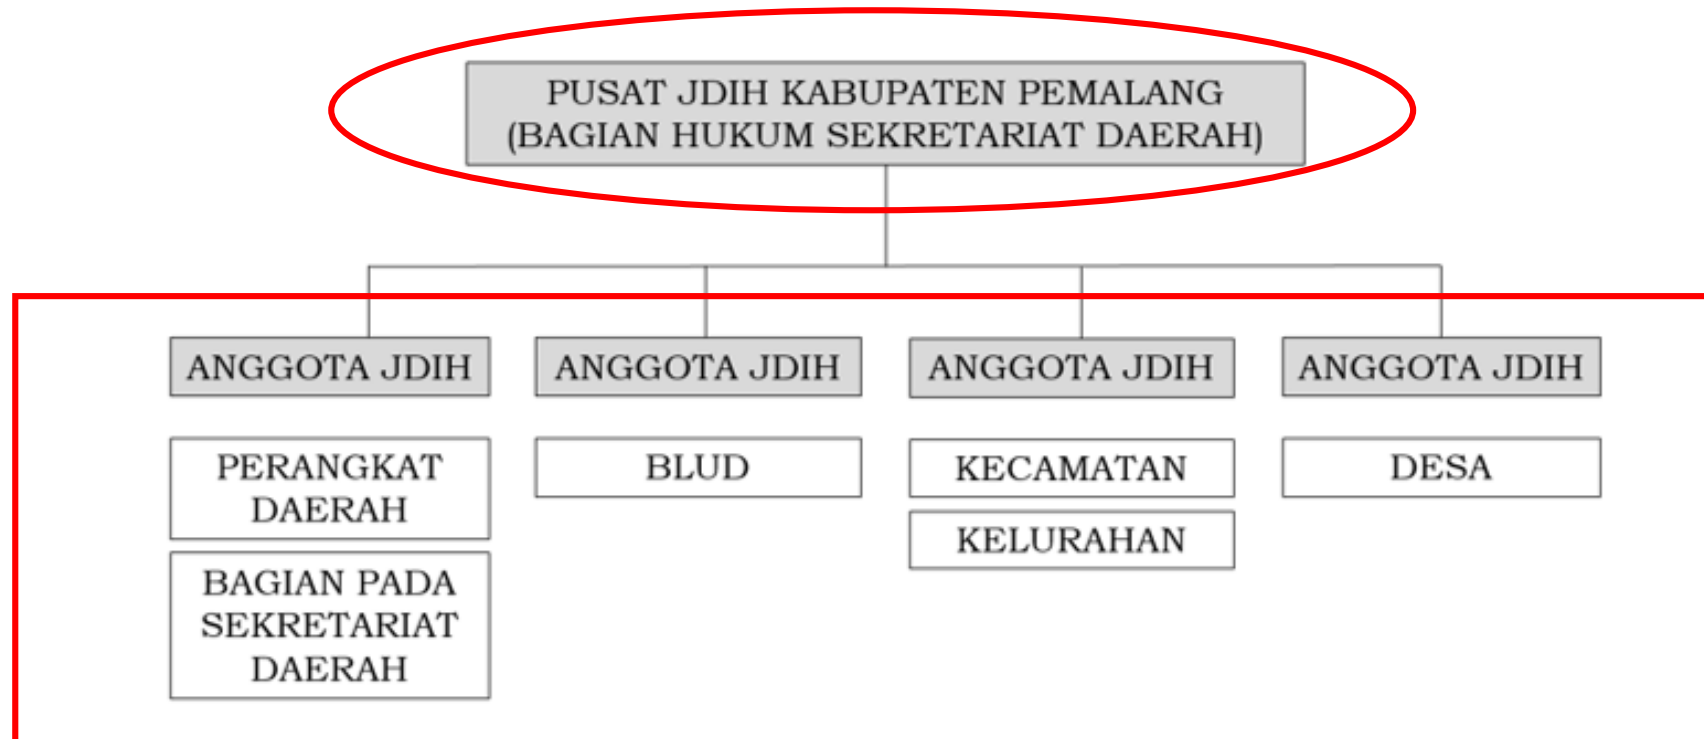 PUSAT JDIH KABUPATEN PEMALANG
(BAGIAN HUKUM SEKRETARIAT DAERAH)
ANGGOTA JDIH
PERANGKAT
DAERAH
BAGIAN PADA
SEKRETARIAT
DAERAH
ANGGOTA JDIH
BLUD
ANGGOTA JDIH
KECAMATAN
KELURAHAN
ANGGOTA JDIH
DESA